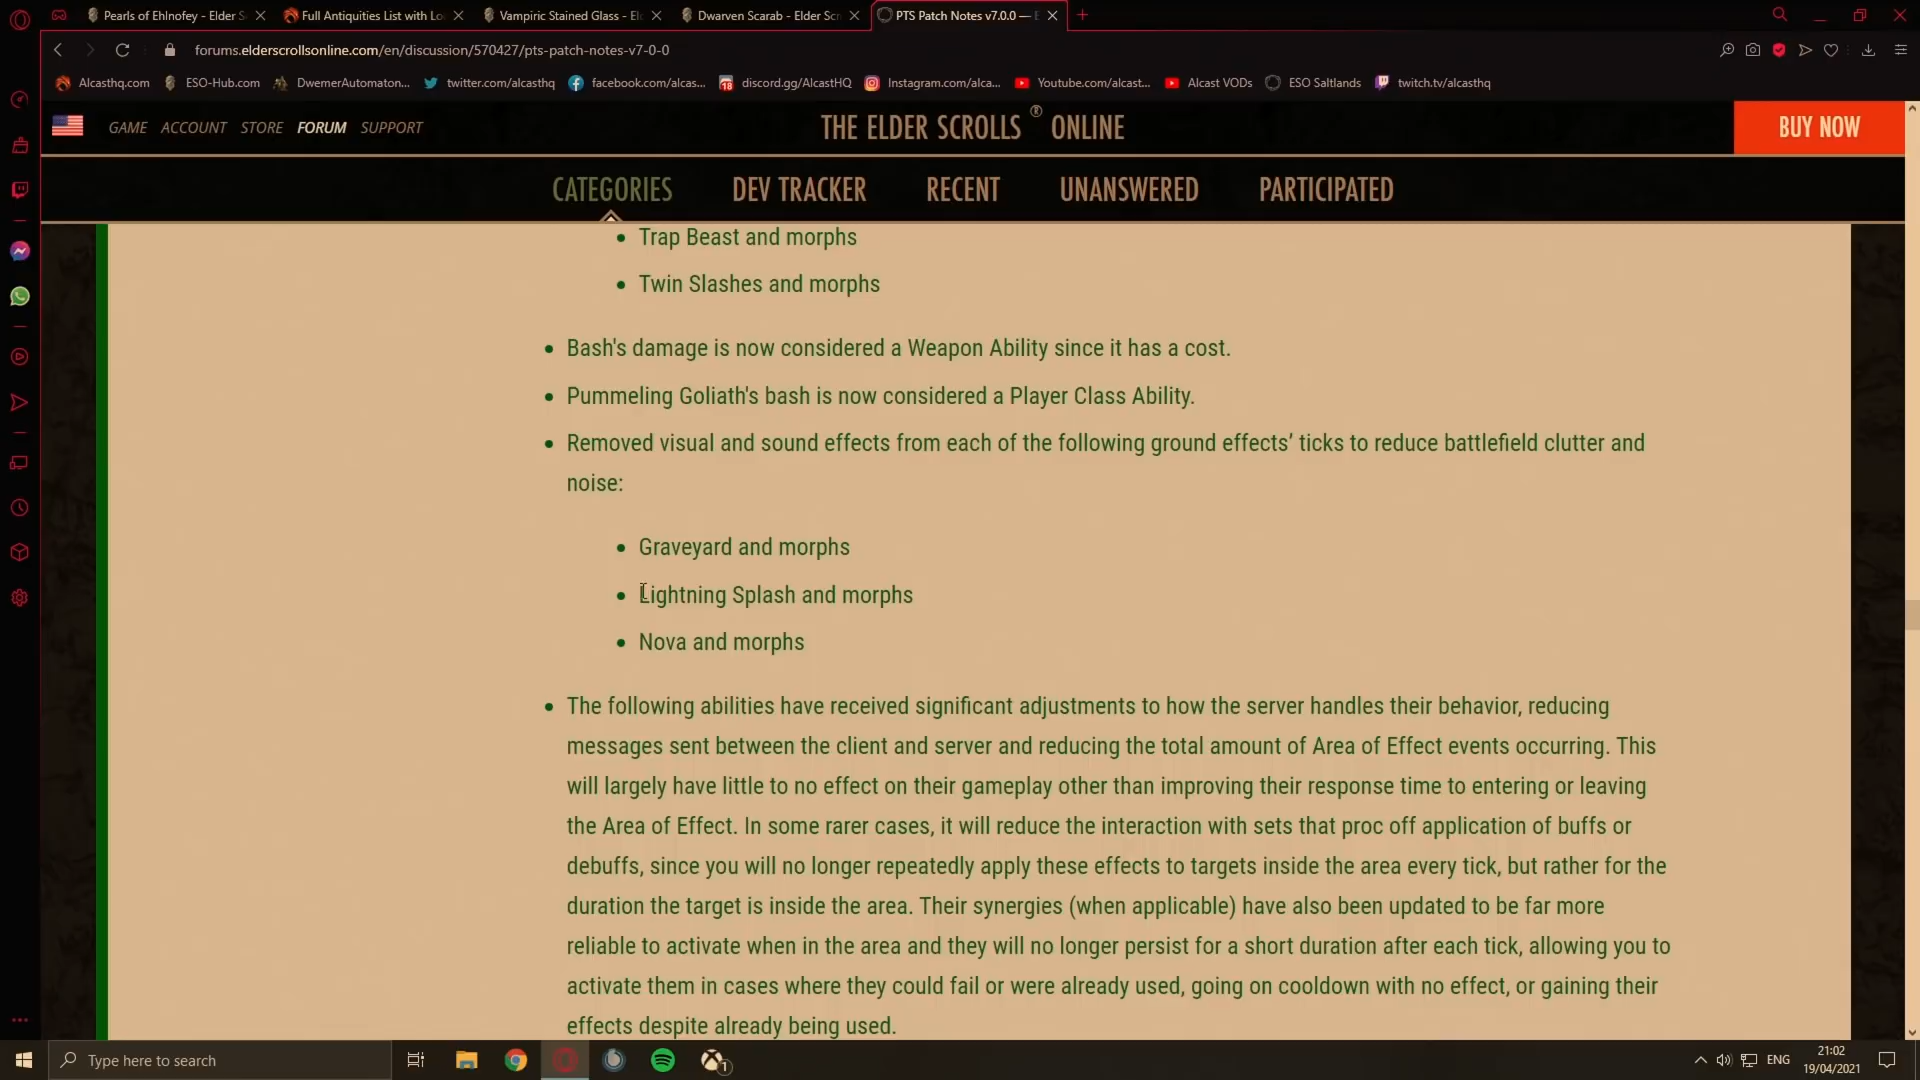 Pearls of Ehlnofey - Elder S
Full Antiquities List with Lo
Vampiric Stained Glass - El
Dwarven Scarab - Elder Scr
PTS Patch Notes v7.0.0 — E
forums.elderscrollsonline.com/en/discussion/570427/pts-patch-notes-v7-0-0
Alcasthq.com
ESO-Hub.com
DwemerAutomaton...
twitter.com/alcasthq
facebook.com/alcas...
18
discord.gg/AlcastHQ
Instagram.com/alca...
Youtube.com/alcast...
Alcast VODs
ESO Saltlands
twitch.tv/alcasthq
GAME ACCOUNT STORE FORUM SUPPORT
THE ELDER SCROLLS ® ONLINE
BUY NOW
CATEGORIES DEV TRACKER RECENT UNANSWERED PARTICIPATED
• Trap Beast and morphs
• Twin Slashes and morphs
• Bash's damage is now considered a Weapon Ability since it has a cost.
• Pummeling Goliath's bash is now considered a Player Class Ability.
• Removed visual and sound effects from each of the following ground effects’ ticks to reduce battlefield clutter and
noise:
• Graveyard and morphs
• Lightning Splash and morphs
• Nova and morphs
• The following abilities have received significant adjustments to how the server handles their behavior, reducing
messages sent between the client and server and reducing the total amount of Area of Effect events occurring. This
will largely have little to no effect on their gameplay other than improving their response time to entering or leaving
the Area of Effect. In some rarer cases, it will reduce the interaction with sets that proc off application of buffs or
debuffs, since you will no longer repeatedly apply these effects to targets inside the area every tick, but rather for the
duration the target is inside the area. Their synergies (when applicable) have also been updated to be far more
reliable to activate when in the area and they will no longer persist for a short duration after each tick, allowing you to
activate them in cases where they could fail or were already used, going on cooldown with no effect, or gaining their
effects despite already being used.
Type here to search
1
ENG
21:02
19/04/2021